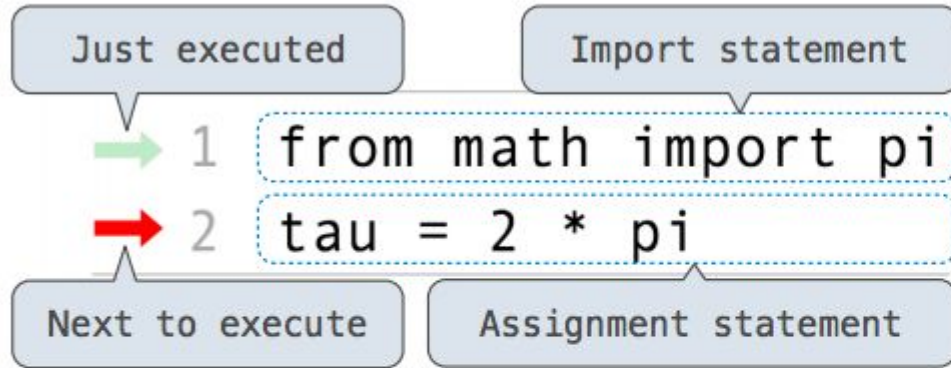 Just executed
Import statement
1 from math import pi
2 tau = 2 * pi
Next to execute
Assignment statement